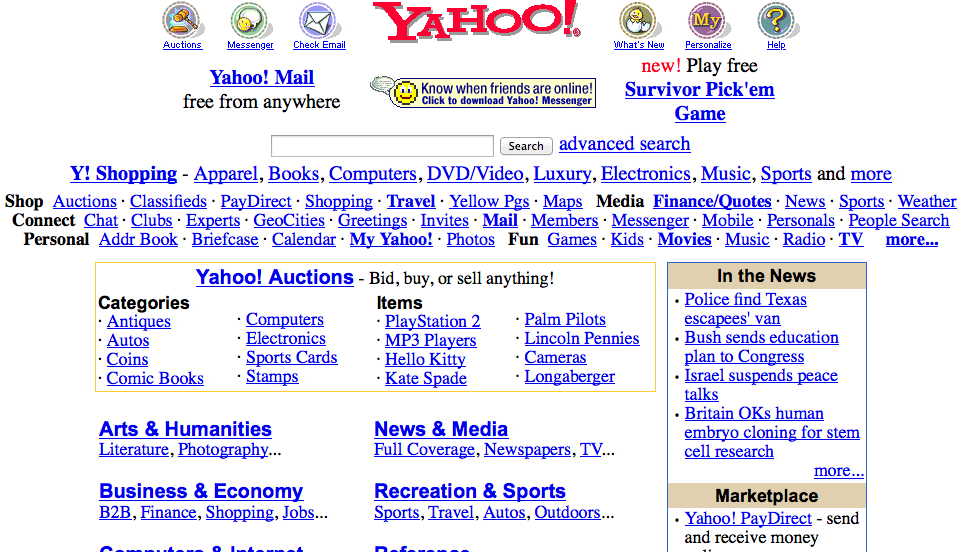 YAHOO!
Auctions
Messenger
Check Email
What's New
My
Personalize
?
Help
Yahoo! Mail
free from anywhere
Know when friends are online!
Click to download Yahoo! Messenger
new! Play free
Survivor Pick'em
Game
Search
advanced search
Y! Shopping - Apparel, Books, Computers, DVD/Video, Luxury, Electronics, Music, Sports and more
Shop Auctions · Classifieds · PayDirect · Shopping · Travel · Yellow Pgs · Maps Media Finance/Quotes · News · Sports · Weather
Connect Chat · Clubs · Experts · GeoCities · Greetings · Invites · Mail · Members · Messenger · Mobile · Personals · People Search
Personal Addr Book · Briefcase · Calendar · My Yahoo! · Photos Fun Games · Kids · Movies · Music · Radio · TV more...
Yahoo! Auctions - Bid, buy, or sell anything!
Categories
· Antiques
· Autos
· Coins
· Comic Books
· Computers
· Electronics
· Sports Cards
· Stamps
Items
· PlayStation 2
· MP3 Players
· Hello Kitty
· Kate Spade
· Palm Pilots
· Lincoln Pennies
· Cameras
· Longaberger
Arts & Humanities
Literature, Photography...
News & Media
Full Coverage, Newspapers, TV...
Business & Economy
B2B, Finance, Shopping, Jobs...
Recreation & Sports
Sports, Travel, Autos, Outdoors...
Computers & Internet
Reference
In the News
· Police find Texas
escapees' van
· Bush sends education
plan to Congress
· Israel suspends peace
talks
· Britain OKs human
embryo cloning for stem
cell research
more...
Marketplace
· Yahoo! PayDirect - send
and receive money